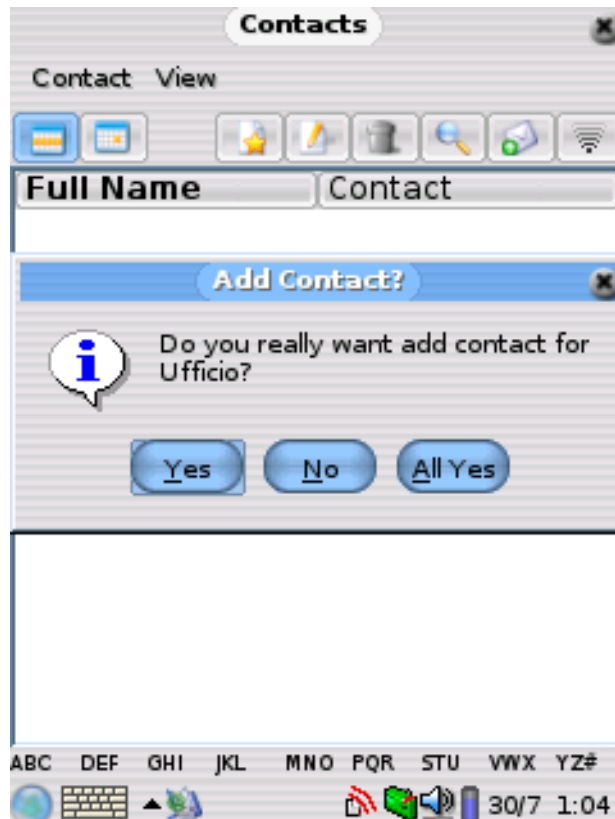 Contacts
Contact View
Full Name Contact
Add Contact?
Do you really want add contact for
Ufficio?
Yes No All Yes
ABC DEF GHI JKL MNO PQR STU VWX YZ#
30/7 1:04